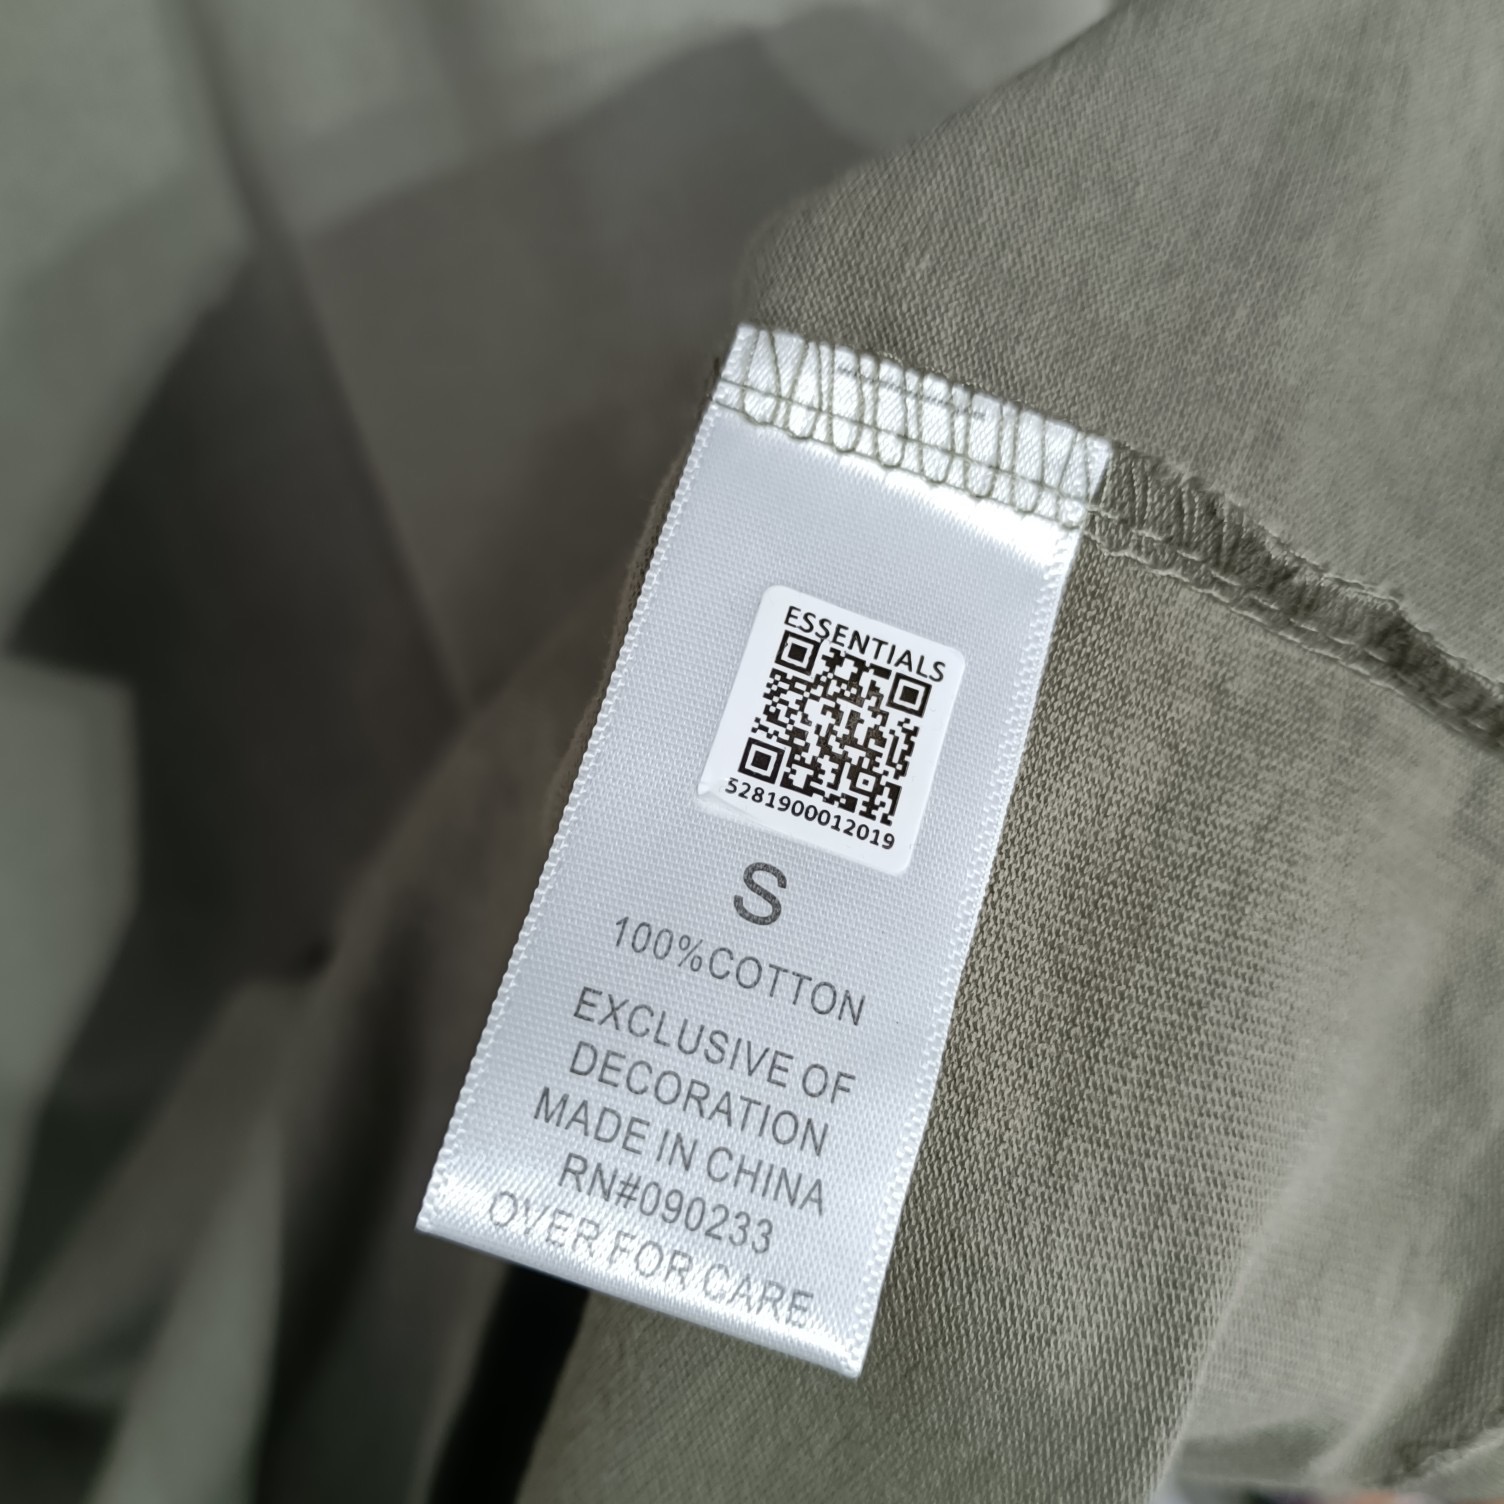 ESSENTIALS
5281900012019
S
100%COTTON
EXCLUSIVE OF
DECORATION
MADE IN CHINA
RN#090233
OVER FOR CARE